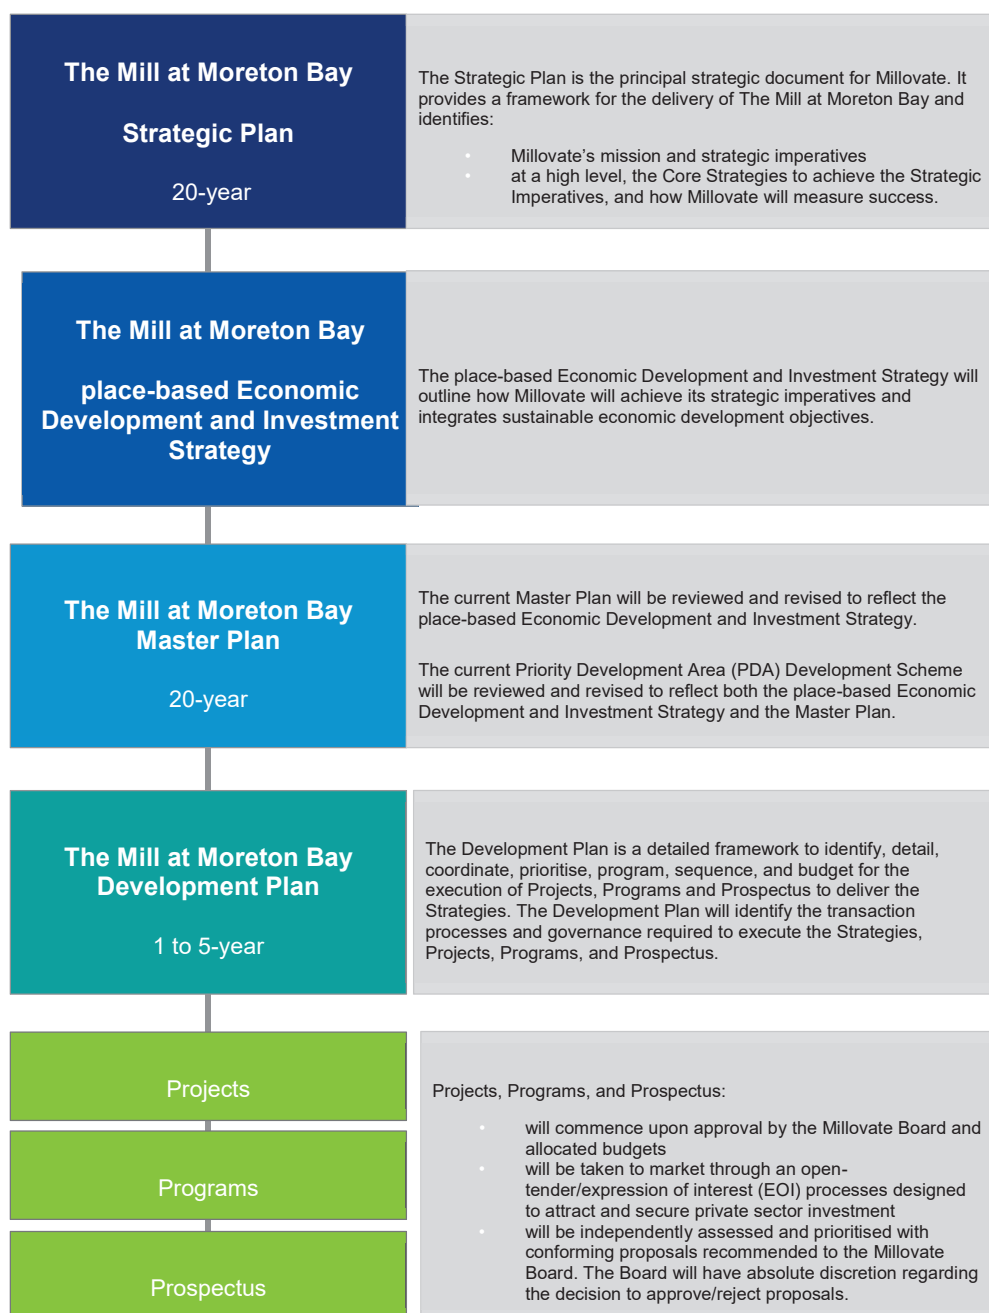 The Mill at Moreton Bay
Strategic Plan
20-year
The Strategic Plan is the principal strategic document for Millovate. It
provides a framework for the delivery of The Mill at Moreton Bay and
identifies:
• Millovate's mission and strategic imperatives
• at a high level, the Core Strategies to achieve the Strategic
Imperatives, and how Millovate will measure success.
The Mill at Moreton Bay
place-based Economic
Development and Investment
Strategy
The place-based Economic Development and Investment Strategy will
outline how Millovate will achieve its strategic imperatives and
integrates sustainable economic development objectives.
The Mill at Moreton Bay
Master Plan
20-year
The current Master Plan will be reviewed and revised to reflect the
place-based Economic Development and Investment Strategy.
The current Priority Development Area (PDA) Development Scheme
will be reviewed and revised to reflect both the place-based Economic
Development and Investment Strategy and the Master Plan.
The Mill at Moreton Bay
Development Plan
1 to 5-year
The Development Plan is a detailed framework to identify, detail,
coordinate, prioritise, program, sequence, and budget for the
execution of Projects, Programs and Prospectus to deliver the
Strategies. The Development Plan will identify the transaction
processes and governance required to execute the Strategies,
Projects, Programs, and Prospectus.
Projects
Programs
Prospectus
Projects, Programs, and Prospectus:
• will commence upon approval by the Millovate Board and
allocated budgets
• will be taken to market through an open-
tender/expression of interest (EOI) processes designed
to attract and secure private sector investment
• will be independently assessed and prioritised with
conforming proposals recommended to the Millovate
Board. The Board will have absolute discretion regarding
the decision to approve/reject proposals.